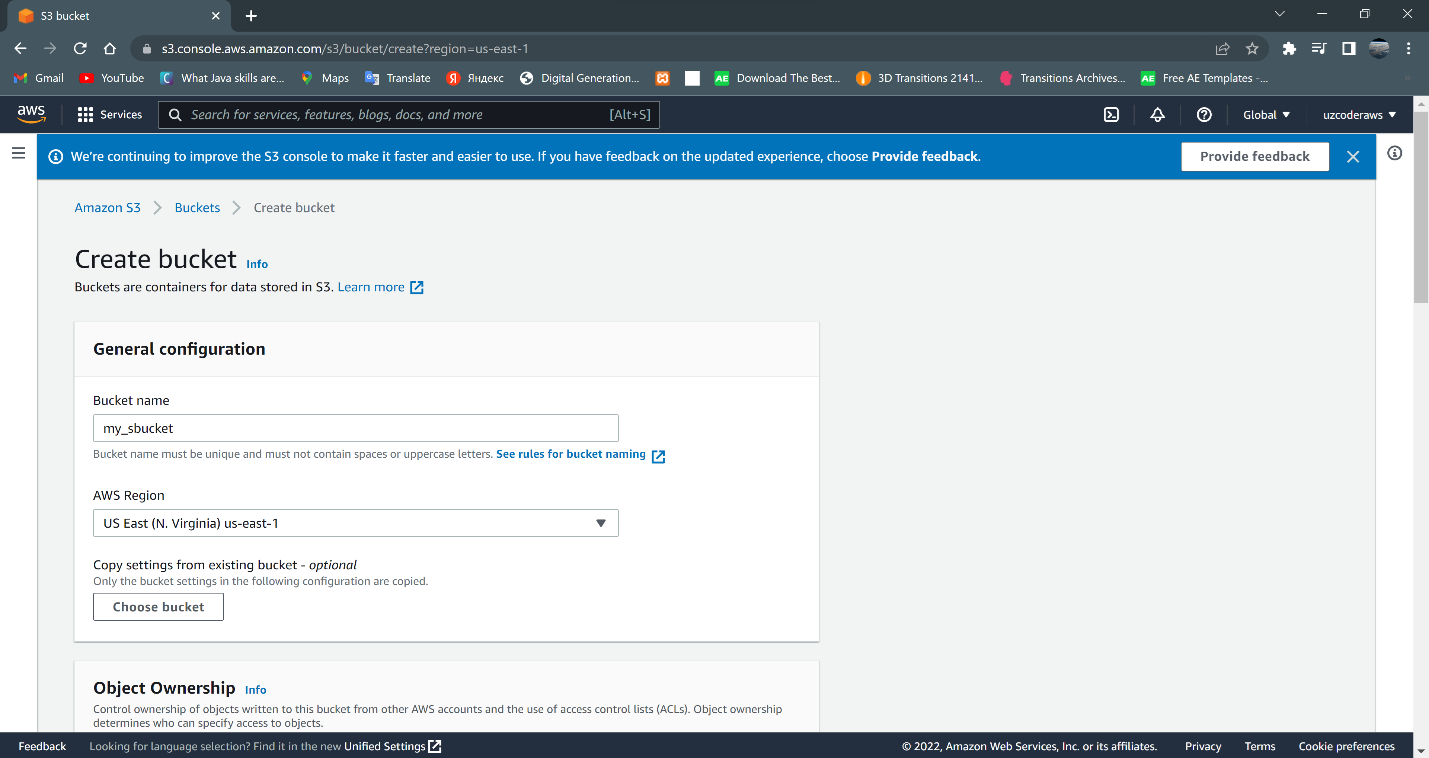 S3 bucket
s3.console.aws.amazon.com/s3/bucket/create?region=us-east-1
Gmail YouTube What Java skills are... Maps Translate Яндекс Digital Generation... Download The Best... 3D Transitions 2141... Transitions Archives... Free AE Templates -...
aws Services Search for services, features, blogs, docs, and more [Alt+S] Global uzcoderaws
We're continuing to improve the S3 console to make it faster and easier to use. If you have feedback on the updated experience, choose Provide feedback. Provide feedback
Amazon S3 Buckets Create bucket
Create bucket Info
Buckets are containers for data stored in S3. Learn more
General configuration
Bucket name
my_sbucket
Bucket name must be unique and must not contain spaces or uppercase letters. See rules for bucket naming
AWS Region
US East (N. Virginia) us-east-1
Copy settings from existing bucket - optional
Only the bucket settings in the following configuration are copied.
Choose bucket
Object Ownership Info
Control ownership of objects written to this bucket from other AWS accounts and the use of access control lists (ACLs). Object ownership
determines who can specify access to objects.
Feedback Looking for language selection? Find it in the new Unified Settings © 2022, Amazon Web Services, Inc. or its affiliates. Privacy Terms Cookie preferences